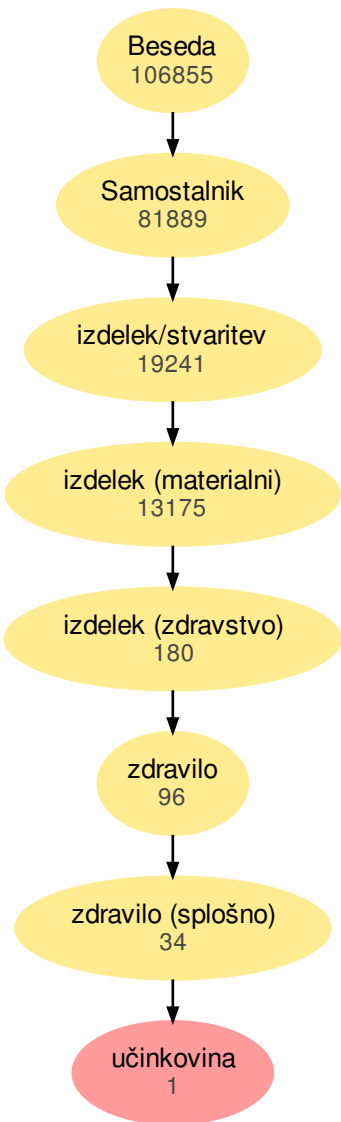 Beseda
106855
Samostalnik
81889
izdelek/stvaritev
19241
izdelek (materialni)
13175
izdelek (zdravstvo)
180
zdravilo
96
zdravilo (splošno)
34
učinkovina
1